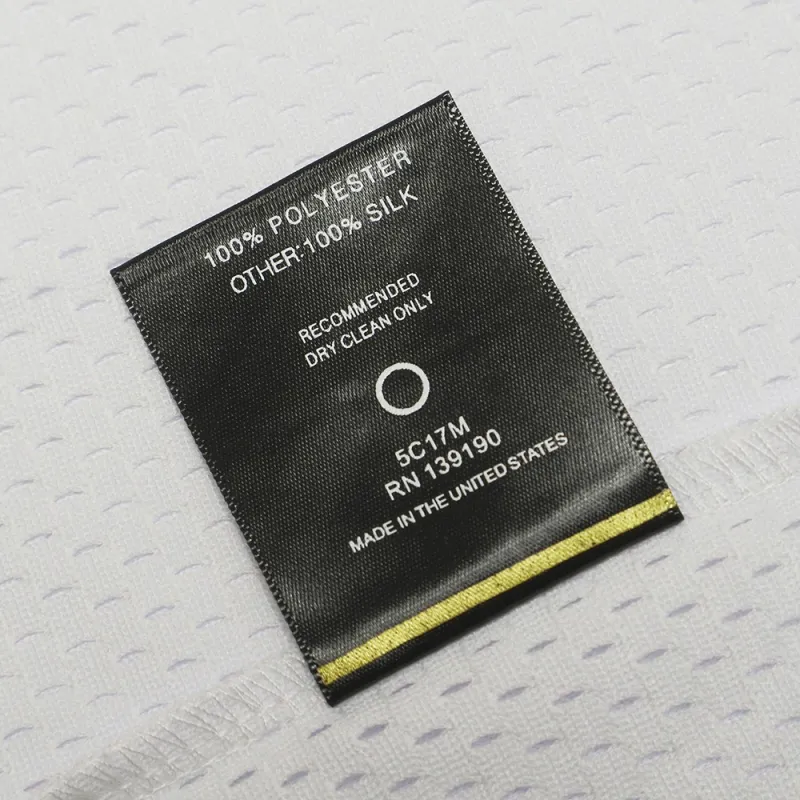 100% POLYESTER
OTHER:100% SILK
RECOMMENDED
DRY CLEAN ONLY
5C17M
RN 139190
MADE IN THE UNITED STATES